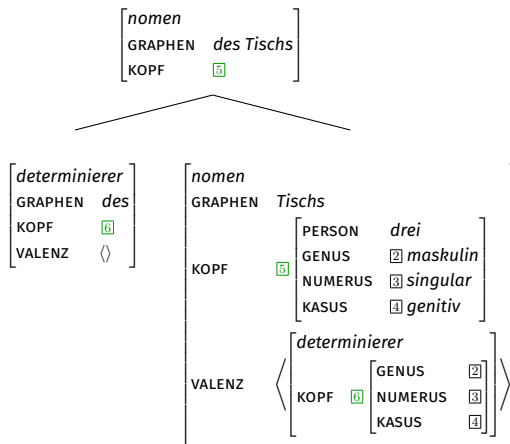 nomen
GRAPHEN des Tischs
KOPF 5
determinierer
GRAPHEN des
KOPF 6
VALENZ ⟨⟩
nomen
GRAPHEN Tischs
KOPF 5
PERSON drei
GENUS 2 maskulin
NUMERUS 3 singular
KASUS 4 genitiv
VALENZ
determinierer
KOPF 6
GENUS 2
NUMERUS 3
KASUS 4